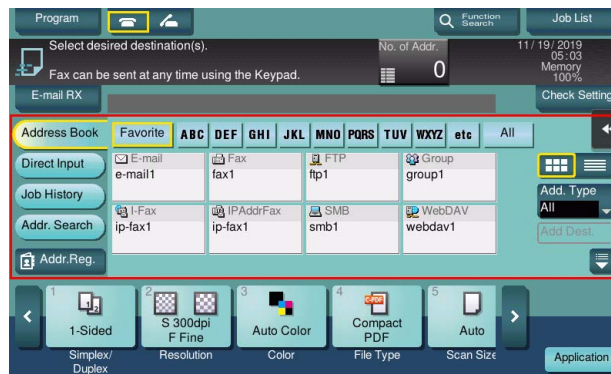 Program
Function
Search
Job List
Select desired destination(s).
No. of Addr.
11/19/2019
05:03
Fax can be sent at any time using the Keypad.
0
Memory
100%
E-mail RX
Check Setting
Address Book
Favorite ABC DEF GHI JKL MNO PQRS TUV WXYZ etc All
Direct Input
E-mail
e-mail1
Fax
fax1
FTP
ftp1
Group
group1
Job History
Add. Type
All
Addr. Search
I-Fax
ip-fax1
IPAddrFax
ip-fax1
SMB
smb1
WebDAV
webdav1
Add Dest.
Addr.Reg.
1
1-Sided
Simplex/
Duplex
2
S 300dpi
F Fine
Resolution
3
Auto Color
Color
4
C-PDF
Compact
PDF
File Type
5
Auto
Scan Size
Application